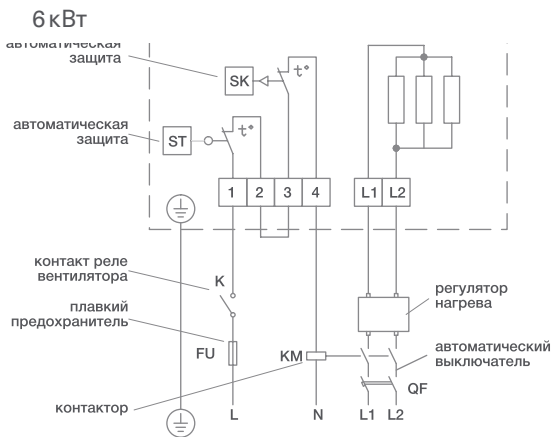 6 кВт
автоматическая
защита
SK
t°
автоматическая
защита
ST
t°
1 2 3 4 L1 L2
контакт реле
вентилятора
K
регулятор
нагрева
плавкий
предохранитель
FU
KM
автоматический
выключатель
QF
контактор
L N L1 L2